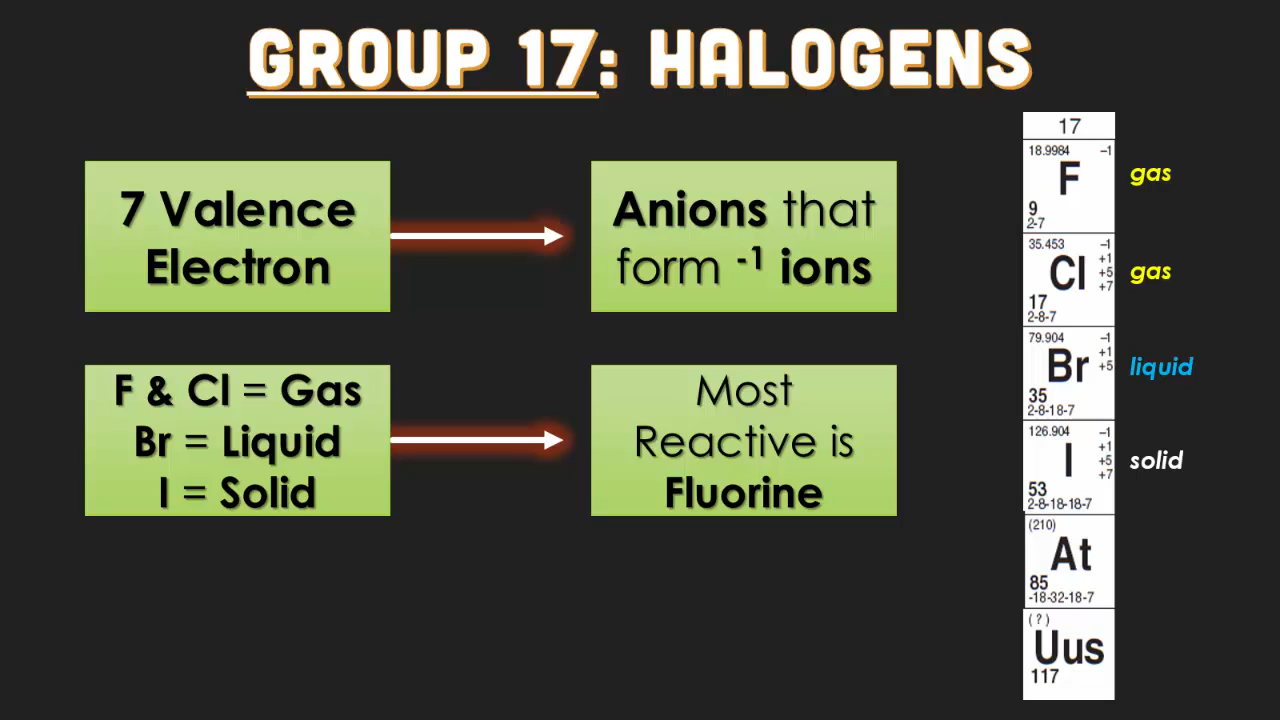 GROUP 17: HALOGENS
7 Valence
Electron
Anions that
form -1 ions
F & Cl = Gas
Br = Liquid
I = Solid
Most
Reactive is
Fluorine
17
18.9984 –1
F
9
2-7
gas
35.453 –1
+1
Cl +5
+7
17
2-8-7
gas
79.904 –1
+1
Br +5
35
2-8-18-7
liquid
126.904 –1
+1
I +5
+7
53
2-8-18-18-7
solid
(210)
At
85
-18-32-18-7
(?)
Uus
117